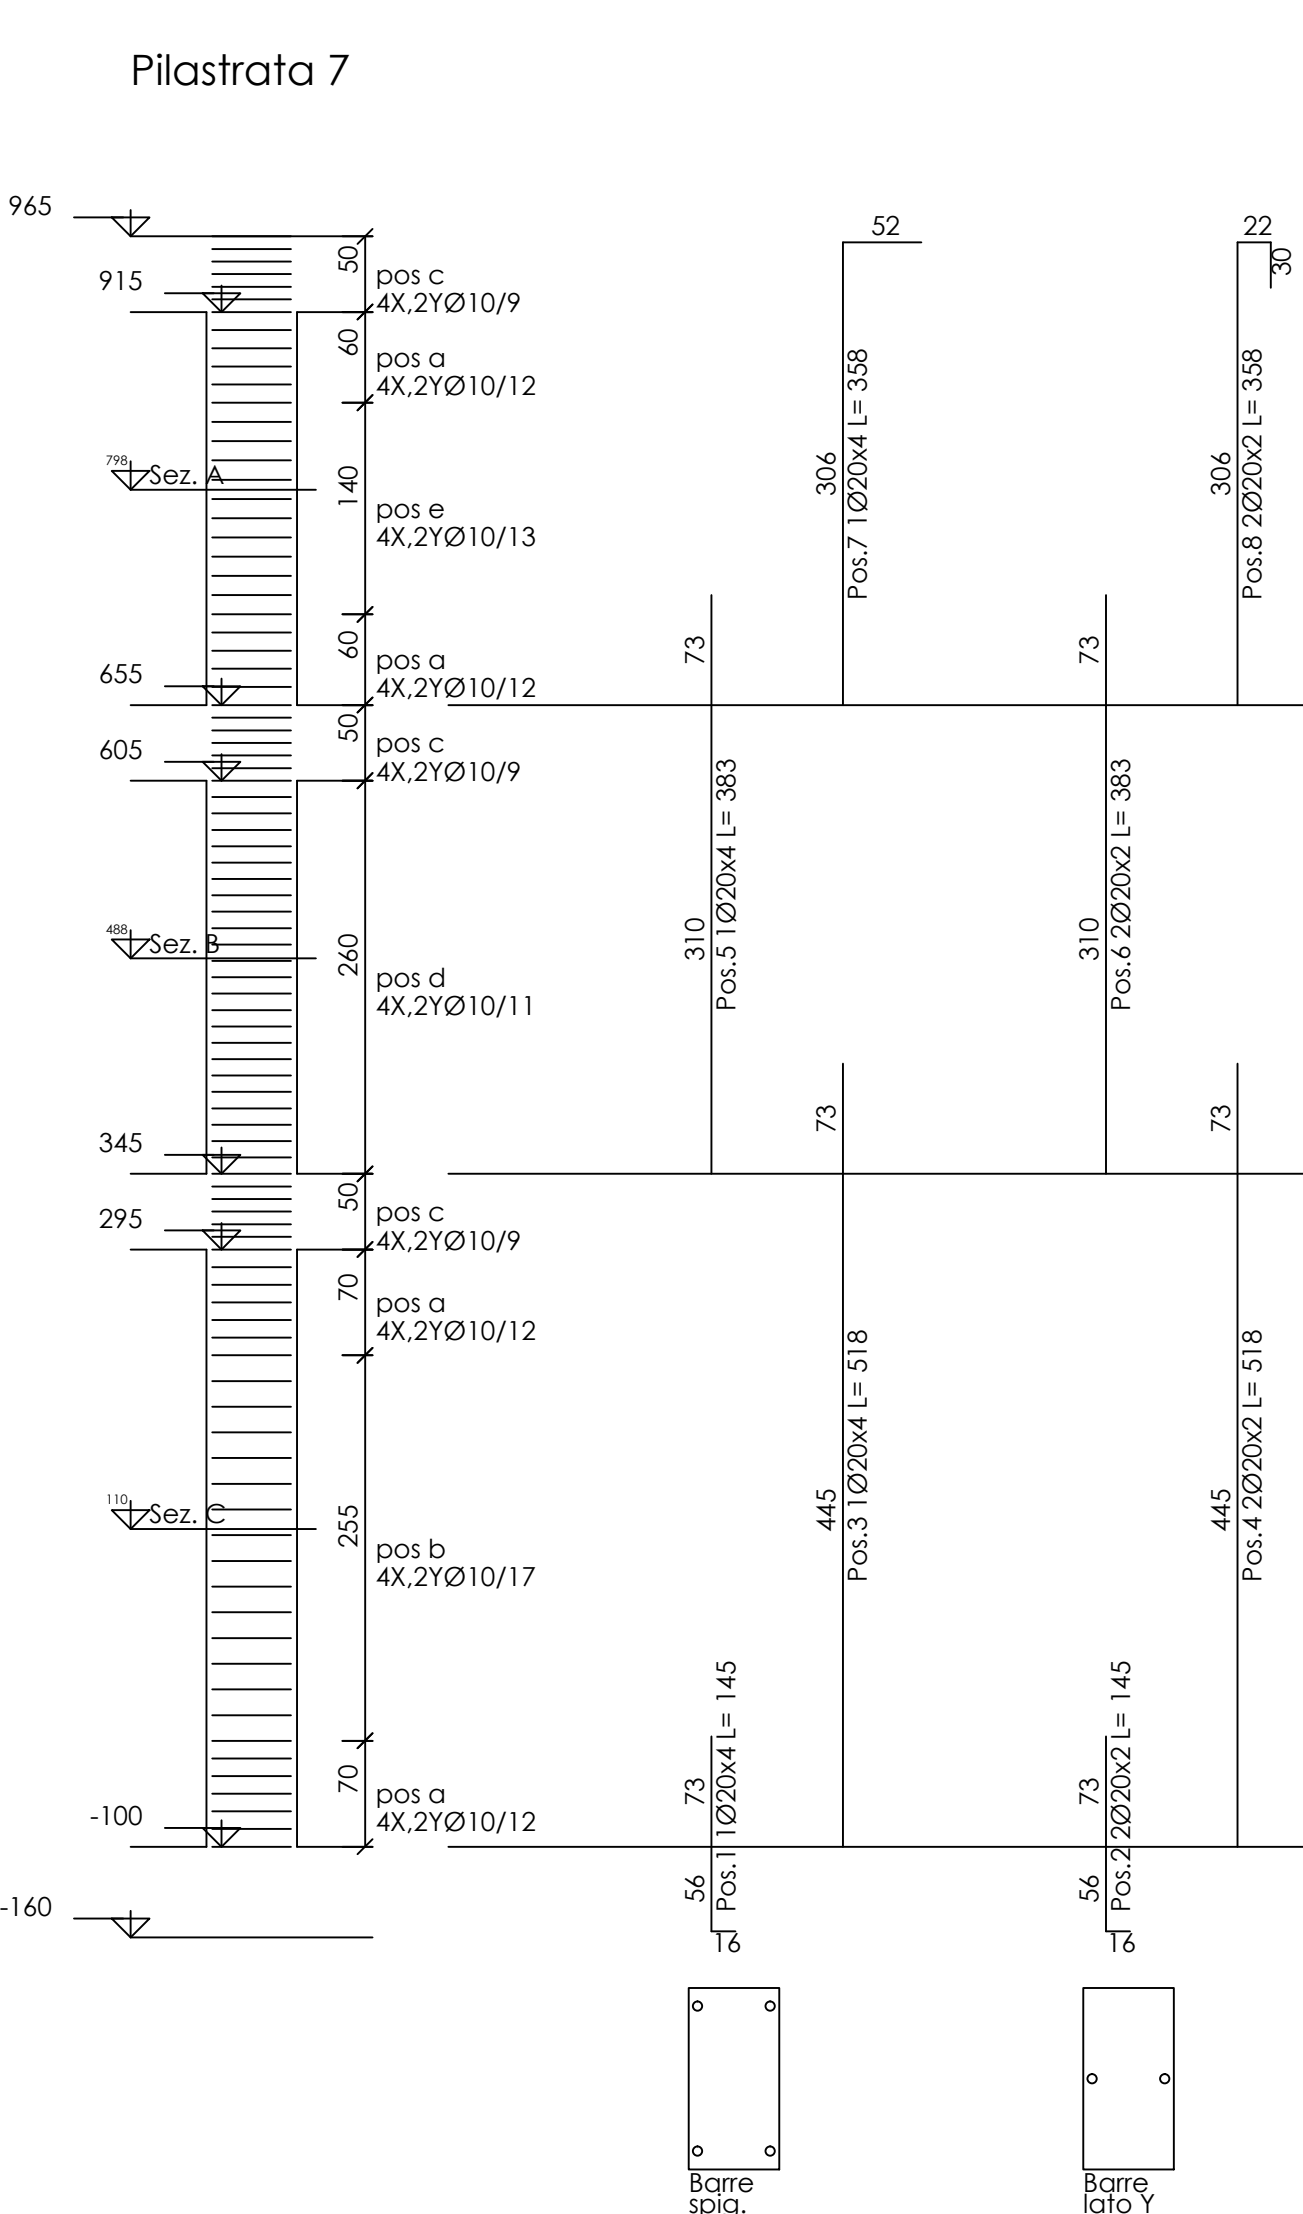 Pilastrata 7
965
50
pos c
4X,2YØ10/9
915
60
pos a
4X,2YØ10/12
798
Sez. A
140
pos e
4X,2YØ10/13
60
pos a
4X,2YØ10/12
655
50
pos c
4X,2YØ10/9
605
488
Sez. B
260
pos d
4X,2YØ10/11
345
50
pos c
4X,2YØ10/9
295
70
pos a
4X,2YØ10/12
110
Sez. C
255
pos b
4X,2YØ10/17
70
pos a
4X,2YØ10/12
-100
-160
52
306
Pos.7 1Ø20x4 L= 358
22
30
306
Pos.8 2Ø20x2 L= 358
73
310
Pos.5 1Ø20x4 L= 383
73
310
Pos.6 2Ø20x2 L= 383
73
445
Pos.3 1Ø20x4 L= 518
73
445
Pos.4 2Ø20x2 L= 518
73
56
Pos.1 1Ø20x4 L= 145
16
73
56
Pos.2 2Ø20x2 L= 145
16
Barre
spig.
Barre
lato Y